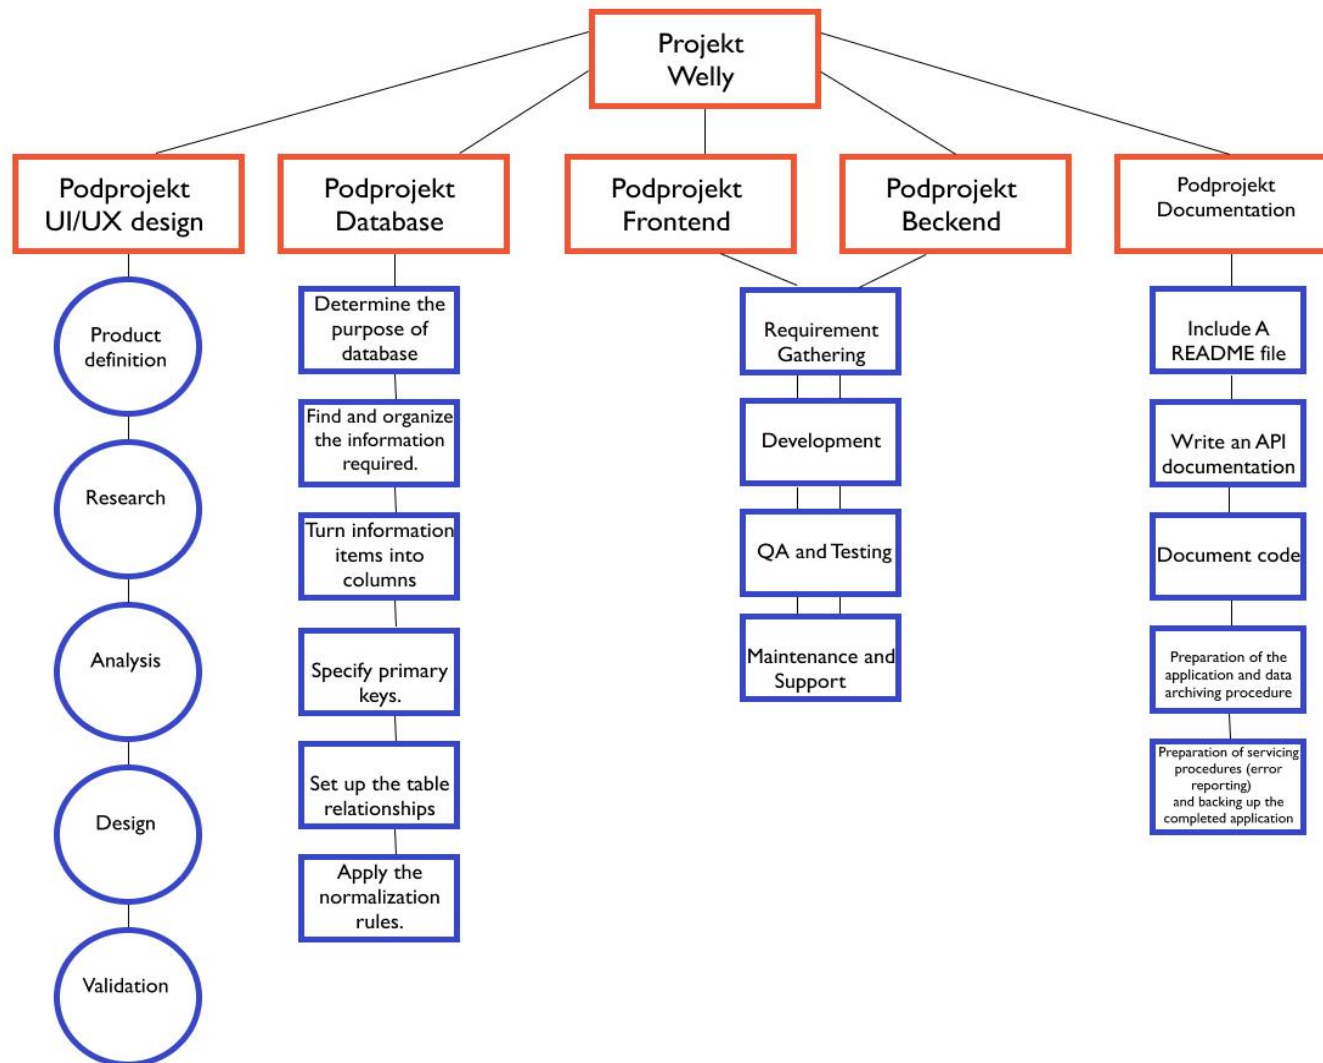 Projekt
Welly
Podprojekt
UI/UX design
Podprojekt
Database
Podprojekt
Frontend
Podprojekt
Beckend
Podprojekt
Documentation
Product
definition
Research
Analysis
Design
Validation
Determine the
purpose of
database
Find and organize
the information
required.
Turn information
items into
columns
Specify primary
keys.
Set up the table
relationships
Apply the
normalization
rules.
Requirement
Gathering
Development
QA and Testing
Maintenance and
Support
Include A
README file
Write an API
documentation
Document code
Preparation of the
application and data
archiving procedure
Preparation of servicing
procedures (error
reporting)
and backing up the
completed application